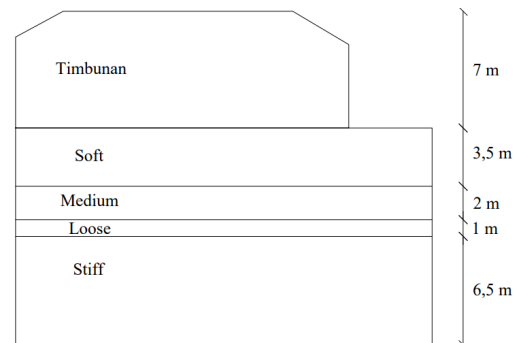 Timbunan
7 m
Soft
3,5 m
Medium
2 m
Loose
1 m
Stiff
6,5 m